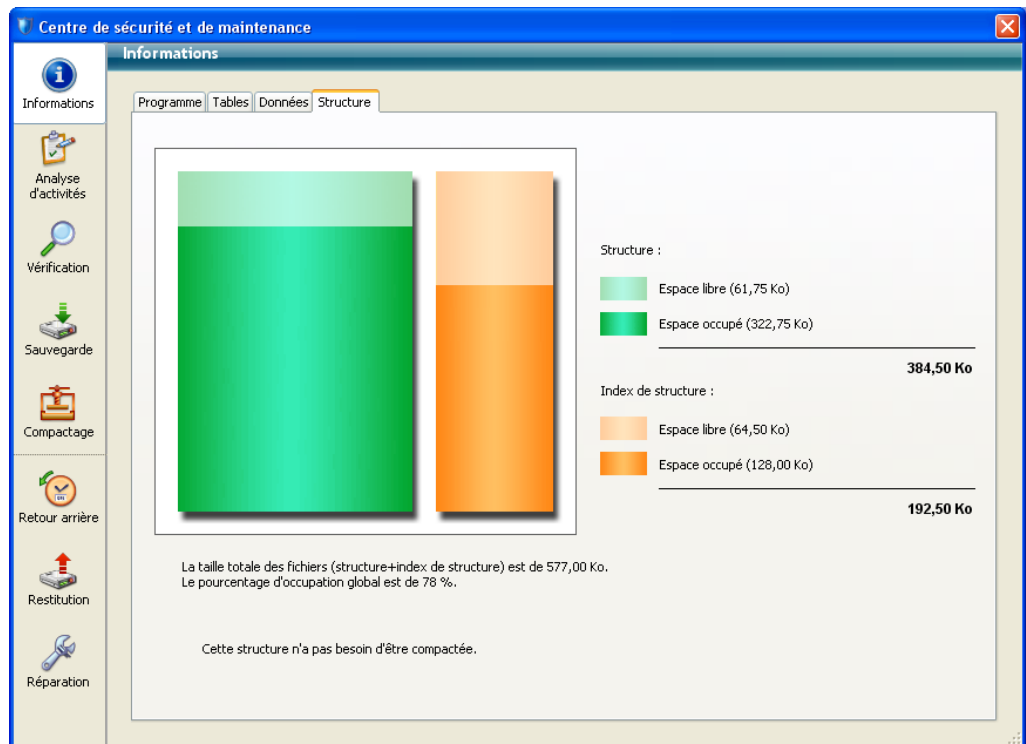 Centre de sécurité et de maintenance
Informations
Informations
Programme Tables Données Structure
Analyse
d'activités
Vérification
Sauvegarde
Compactage
Retour arrière
Restitution
Réparation
Structure :
Espace libre (61,75 Ko)
Espace occupé (322,75 Ko)
384,50 Ko
Index de structure :
Espace libre (64,50 Ko)
Espace occupé (128,00 Ko)
192,50 Ko
La taille totale des fichiers (structure+index de structure) est de 577,00 Ko.
Le pourcentage d'occupation global est de 78 %.
Cette structure n'a pas besoin d'être compactée.